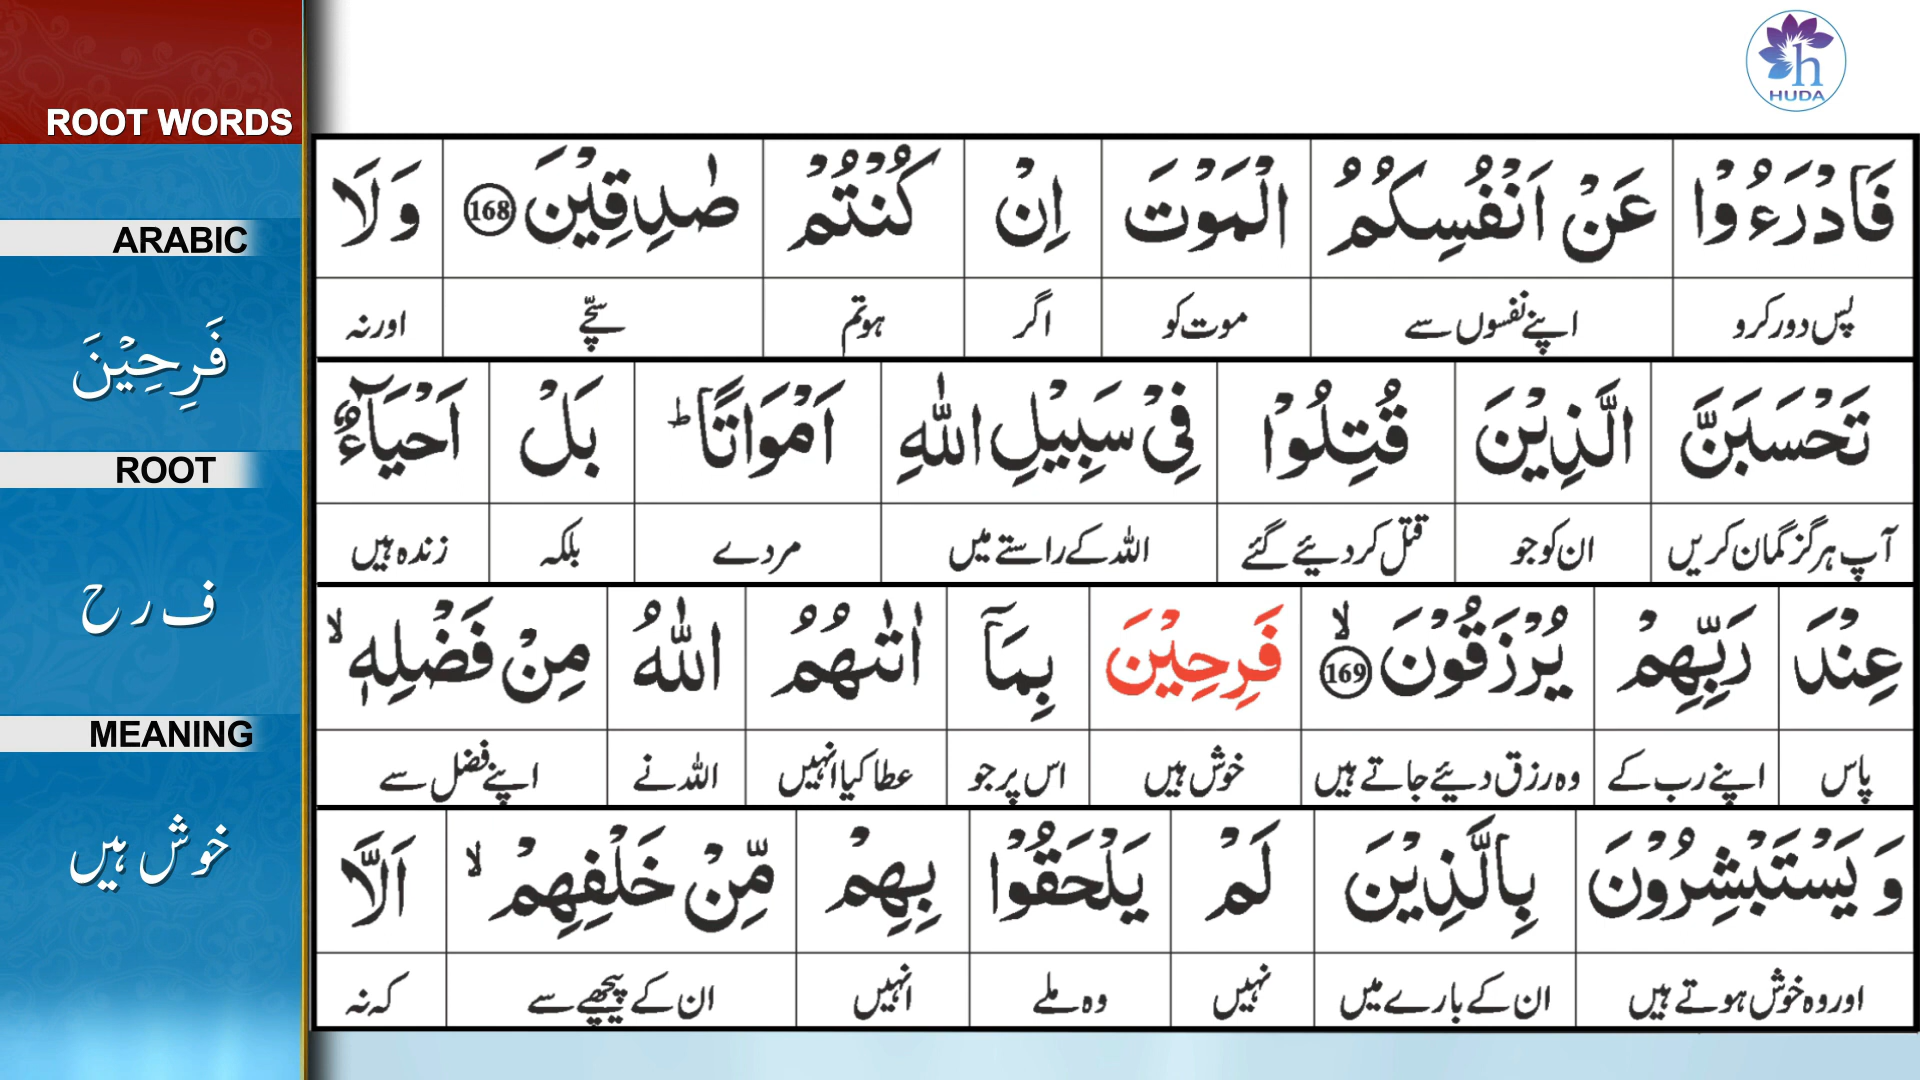 HUDA
ROOT WORDS
ARABIC
فَرِحِيْنَ
ROOT
ف ر ح
MEANING
خوش ہیں
فَادْرَءُوْا عَنْ اَنْفُسِكُمُ الْمَوْتَ اِنْ كُنْتُمْ صٰدِقِيْنَ 168 وَلَا
پس دور کرو اپنے نفسوں سے موت کو اگر ہو تم سچے اور نہ
تَحْسَبَنَّ الَّذِيْنَ قُتِلُوْا فِيْ سَبِيْلِ اللّٰهِ اَمْوَاتًا ؕ بَلْ اَحْيَآءٌ
آپ ہرگز گمان کریں ان کو جو قتل کر دیئے گئے اللہ کے راستے میں مردے بلکہ زندہ ہیں
عِنْدَ رَبِّهِمْ يُرْزَقُوْنَ ۙ 169 فَرِحِيْنَ بِمَآ اٰتٰىهُمُ اللّٰهُ مِنْ فَضْلِهٖ ۙ
پاس اپنے رب کے وہ رزق دیئے جاتے ہیں خوش ہیں اس پر جو عطا کیا انہیں اللہ نے اپنے فضل سے
وَ يَسْتَبْشِرُوْنَ بِالَّذِيْنَ لَمْ يَلْحَقُوْا بِهِمْ مِّنْ خَلْفِهِمْ ۙ اَلَّا
اور وہ خوش ہوتے ہیں ان کے بارے میں نہیں وہ ملے انہیں ان کے پیچھے سے کہ نہ